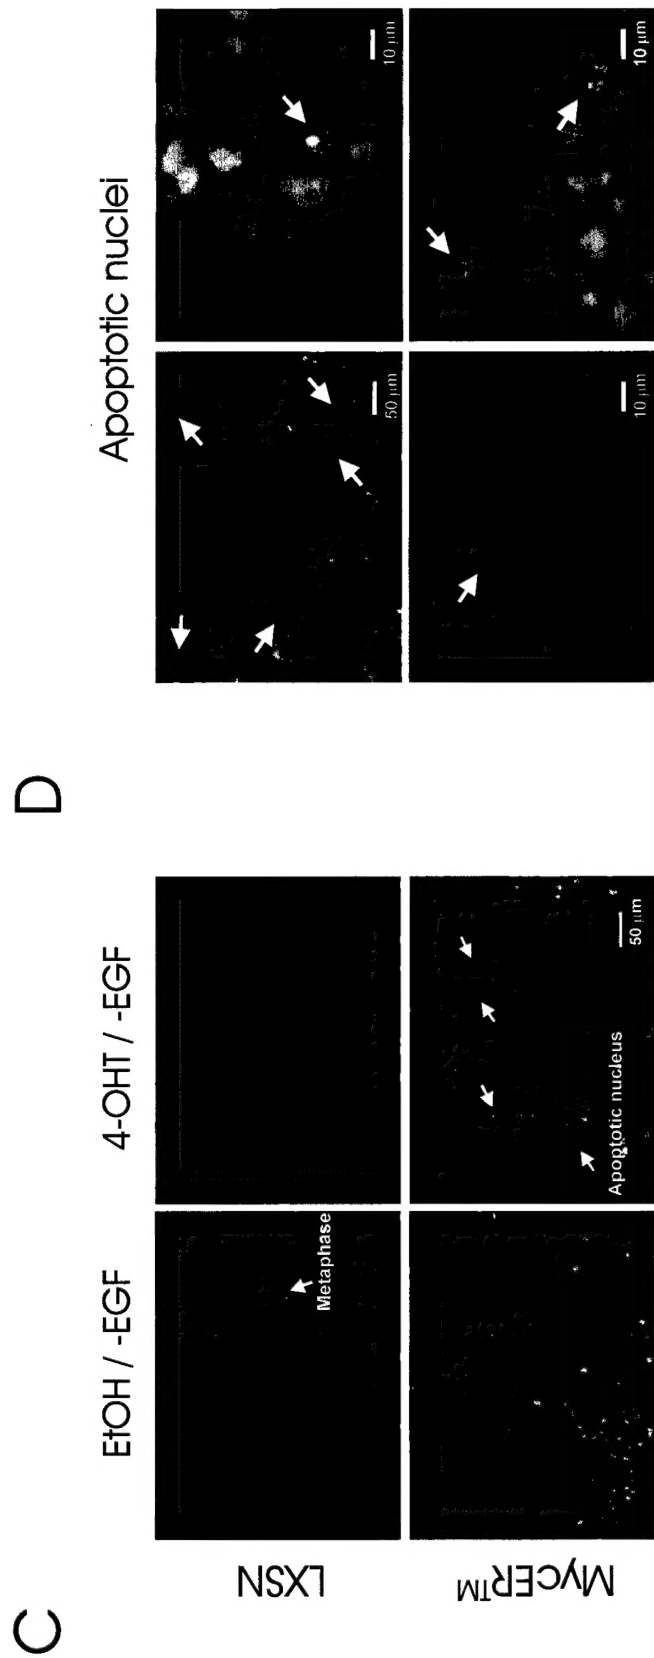 C
EtOH / -EGF
4-OHT / -EGF
LXSN
Metaphase
MycER™
Apoptotic nucleus
50 µm
D
Apoptotic nuclei
50 µm
10 µm
10 µm
10 µm